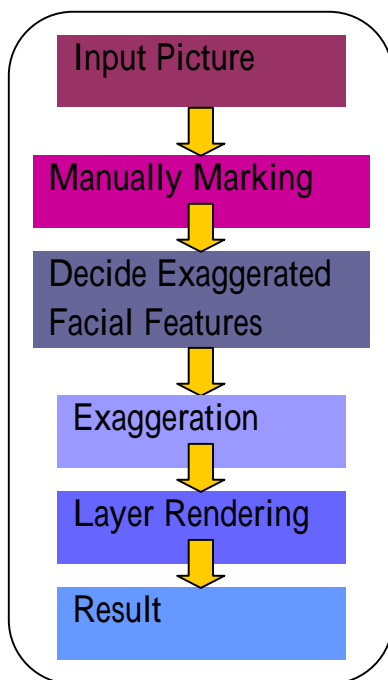 Input Picture
Manually Marking
Decide Exaggerated
Facial Features
Exaggeration
Layer Rendering
Result